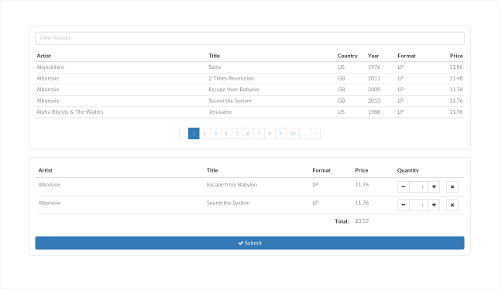 Filter Results
Artist Title Country Year Format Price
Abyssinians Satta US 1976 LP 11.86
Alborosie 2 Times Revolution GB 2011 LP 11.48
Alborosie Escape from Babylon GB 2009 LP 11.76
Alborosie Sound the System GB 2013 LP 11.76
Alpha Blondy & The Wailers Jerusalem US 1988 LP 11.76
‹ 1 2 3 4 5 6 7 8 9 10 ... ›
Artist Title Format Price Quantity
Alborosie Escape from Babylon LP 11.76 1
Alborosie Sound the System LP 11.76 1
Total: 23.52
Submit